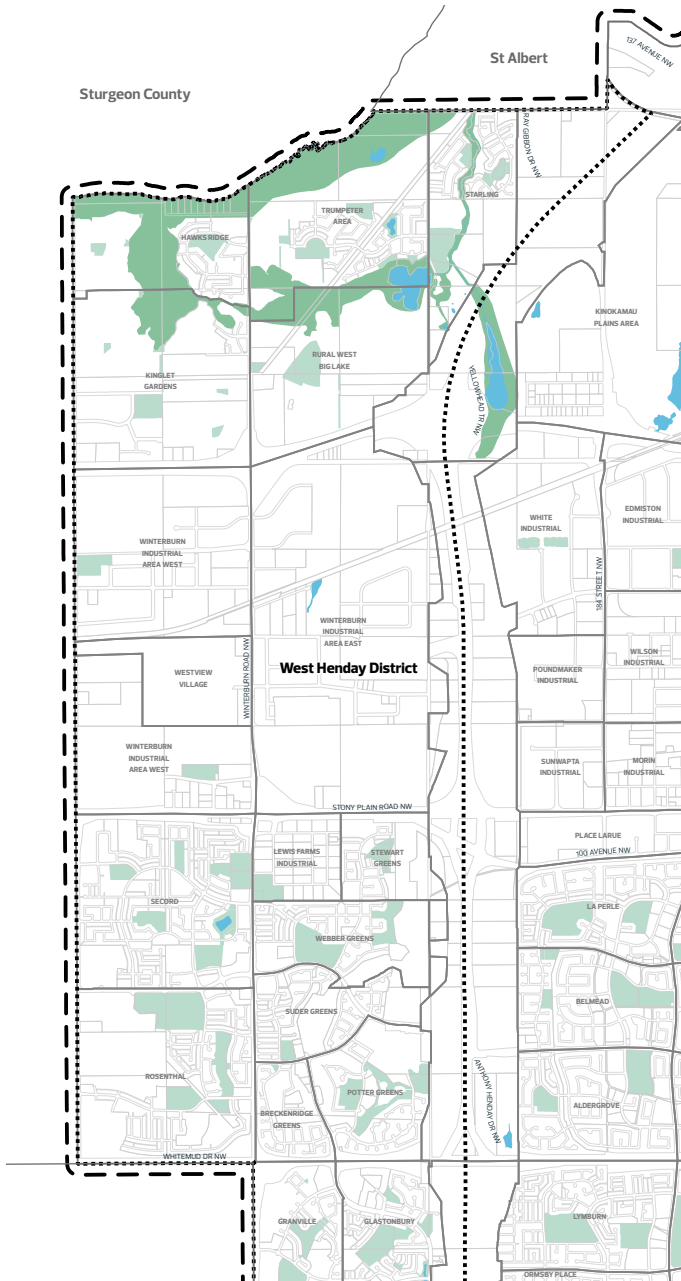 137 AVENUE NW
St Albert
Sturgeon County
RAY GIBBON DR NW
STARLING
TRUMPETER
AREA
HAWKS RIDGE
KINOKAMAU
PLAINS AREA
RURAL WEST
BIG LAKE
KINGLET
GARDENS
YELLOWHEAD TR NW
WHITE
INDUSTRIAL
EDMISTON
INDUSTRIAL
WINTERBURN
INDUSTRIAL
AREA WEST
184 STREET NW
WINTERBURN
INDUSTRIAL
AREA EAST
WILSON
INDUSTRIAL
West Henday District
WESTVIEW
VILLAGE
WINTERBURN ROAD NW
POUNDMAKER
INDUSTRIAL
WINTERBURN
INDUSTRIAL
AREA WEST
SUNWAPTA
INDUSTRIAL
MORIN
INDUSTRIAL
STONY PLAIN ROAD NW
PLACE LARUE
100 AVENUE NW
LEWIS FARMS
INDUSTRIAL
STEWART
GREENS
SECORD
LA PERLE
WEBBER GREENS
BELMEAD
SUDER GREENS
ROSENTHAL
POTTER GREENS
ANTHONY HENDAY DR NW
ALDERGROVE
BRECKENRIDGE
GREENS
WHITEMUD DR NW
GRANVILLE
GLASTONBURY
LYMBURN
ORMSBY PLACE